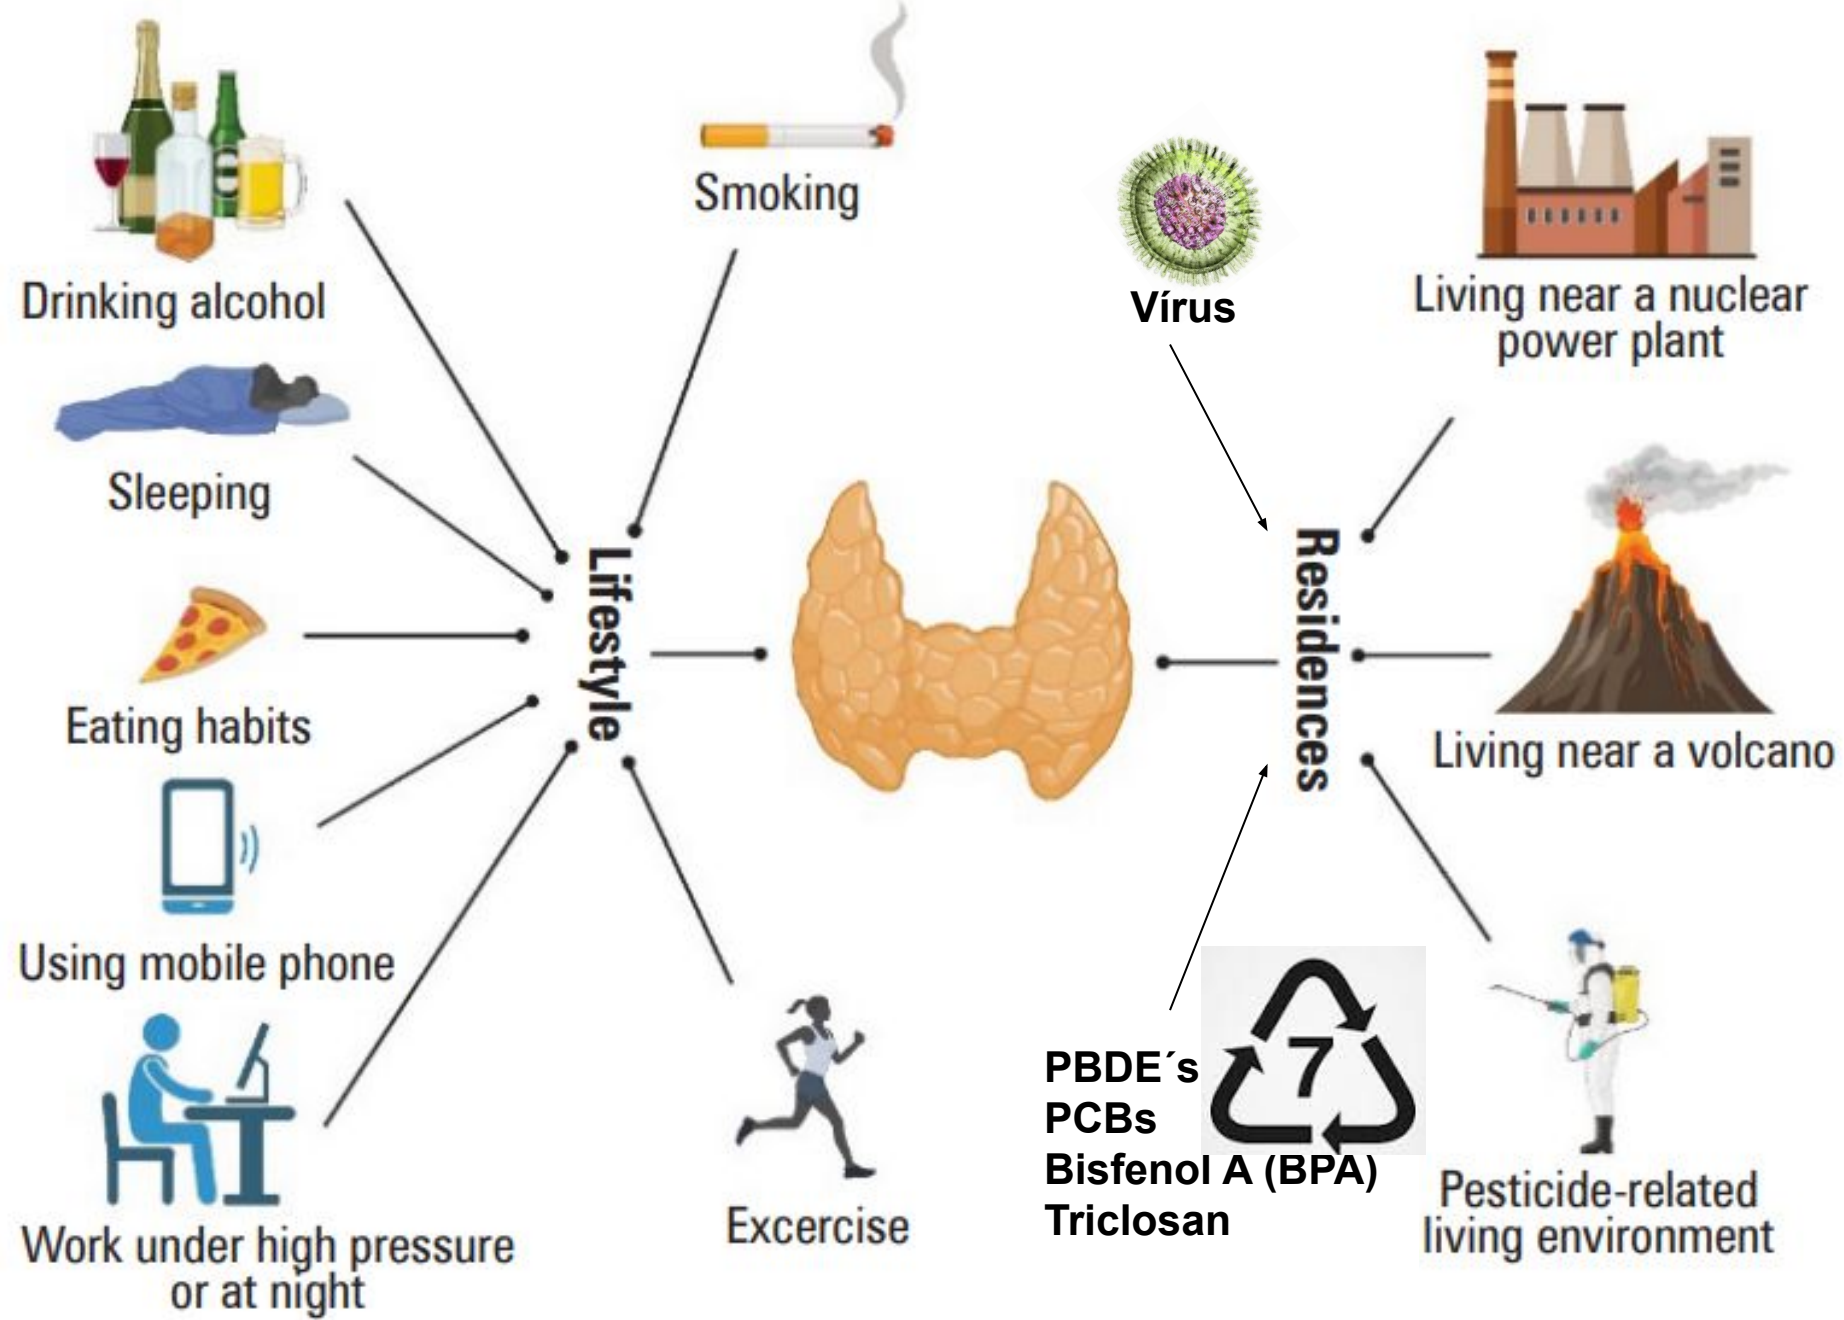 Drinking alcohol
Smoking
Vírus
Living near a nuclear
power plant
Sleeping
Lifestyle
Residences
Eating habits
Living near a volcano
Using mobile phone
Work under high pressure
or at night
Excercise
7
PBDE´s
PCBs
Bisfenol A (BPA)
Triclosan
Pesticide-related
living environment